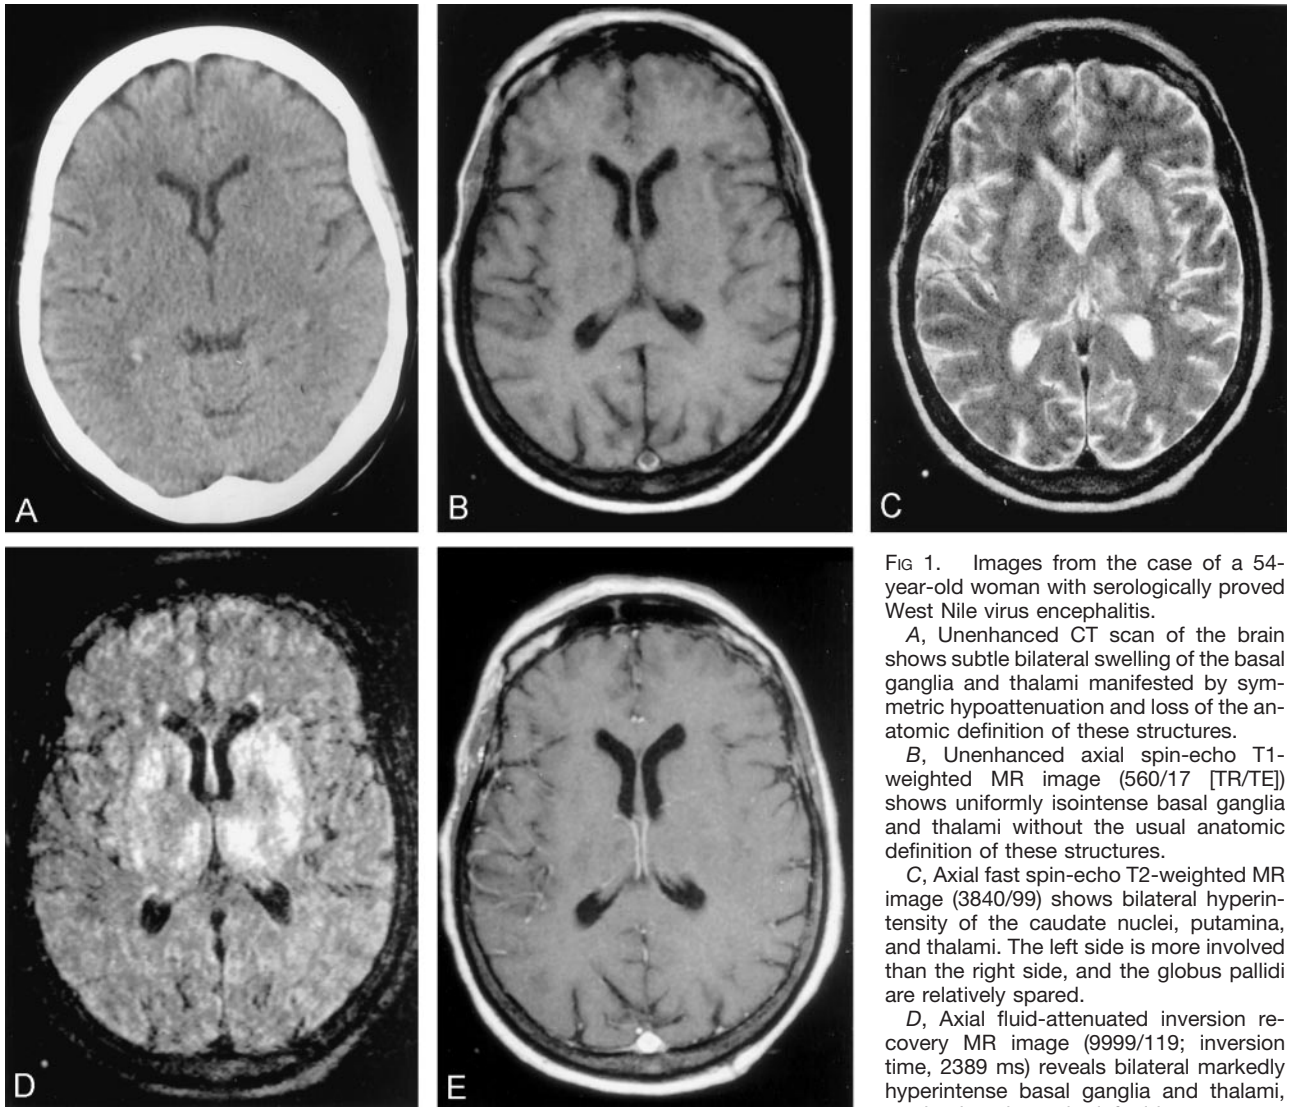 A
B
C
D
E
FIG 1. Images from the case of a 54-
year-old woman with serologically proved
West Nile virus encephalitis.
A, Unenhanced CT scan of the brain
shows subtle bilateral swelling of the basal
ganglia and thalami manifested by sym-
metric hypoattenuation and loss of the an-
atomic definition of these structures.
B, Unenhanced axial spin-echo T1-
weighted MR image (560/17 [TR/TE])
shows uniformly isointense basal ganglia
and thalami without the usual anatomic
definition of these structures.
C, Axial fast spin-echo T2-weighted MR
image (3840/99) shows bilateral hyperin-
tensity of the caudate nuclei, putamina,
and thalami. The left side is more involved
than the right side, and the globus pallidi
are relatively spared.
D, Axial fluid-attenuated inversion re-
covery MR image (9999/119; inversion
time, 2389 ms) reveals bilateral markedly
hyperintense basal ganglia and thalami,